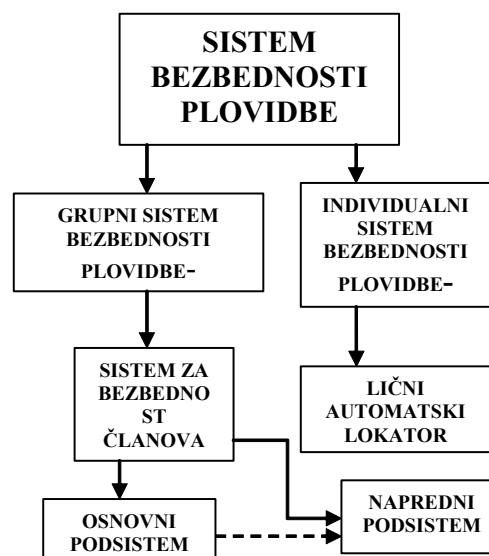 SISTEM
BEZBEDNOSTI
PLOVIDBE
GRUPNI SISTEM
BEZBEDNOSTI
PLOVIDBE-
INDIVIDUALNI
SISTEM
BEZBEDNOSTI
PLOVIDBE-
SISTEM ZA
BEZBEDNO
ST
ČLANOVA
LIČNI
AUTOMATSKI
LOKATOR
OSNOVNI
PODSISTEM
NAPREDNI
PODSISTEM